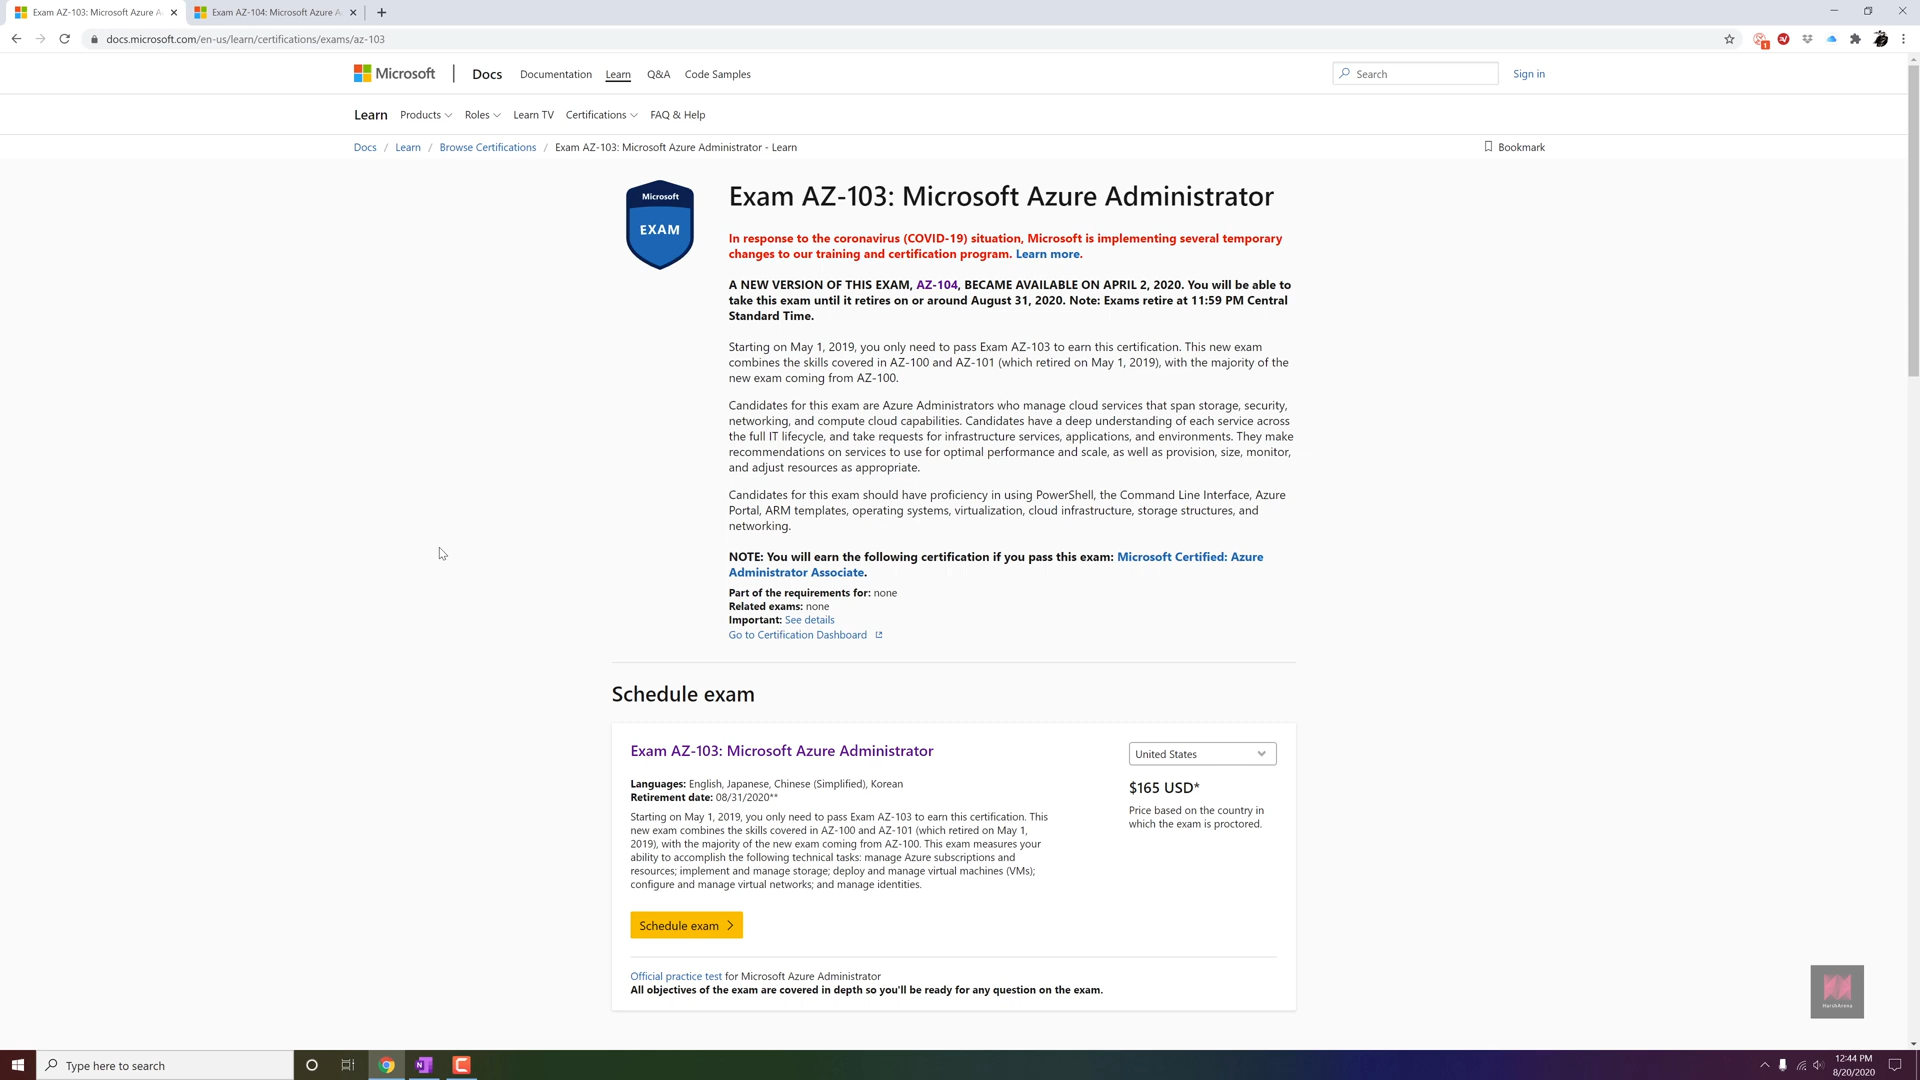 Exam AZ-103: Microsoft Azure A
Exam AZ-104: Microsoft Azure A
docs.microsoft.com/en-us/learn/certifications/exams/az-103
Microsoft
Docs
Documentation
Learn
Q&A
Code Samples
Search
Sign in
Learn
Products
Roles
Learn TV
Certifications
FAQ & Help
Docs / Learn / Browse Certifications / Exam AZ-103: Microsoft Azure Administrator - Learn
Bookmark
Microsoft
EXAM
Exam AZ-103: Microsoft Azure Administrator
In response to the coronavirus (COVID-19) situation, Microsoft is implementing several temporary
changes to our training and certification program. Learn more.
A NEW VERSION OF THIS EXAM, AZ-104, BECAME AVAILABLE ON APRIL 2, 2020. You will be able to
take this exam until it retires on or around August 31, 2020. Note: Exams retire at 11:59 PM Central
Standard Time.
Starting on May 1, 2019, you only need to pass Exam AZ-103 to earn this certification. This new exam
combines the skills covered in AZ-100 and AZ-101 (which retired on May 1, 2019), with the majority of the
new exam coming from AZ-100.
Candidates for this exam are Azure Administrators who manage cloud services that span storage, security,
networking, and compute cloud capabilities. Candidates have a deep understanding of each service across
the full IT lifecycle, and take requests for infrastructure services, applications, and environments. They make
recommendations on services to use for optimal performance and scale, as well as provision, size, monitor,
and adjust resources as appropriate.
Candidates for this exam should have proficiency in using PowerShell, the Command Line Interface, Azure
Portal, ARM templates, operating systems, virtualization, cloud infrastructure, storage structures, and
networking.
NOTE: You will earn the following certification if you pass this exam: Microsoft Certified: Azure
Administrator Associate.
Part of the requirements for: none
Related exams: none
Important: See details
Go to Certification Dashboard
Schedule exam
Exam AZ-103: Microsoft Azure Administrator
Languages: English, Japanese, Chinese (Simplified), Korean
Retirement date: 08/31/2020**
Starting on May 1, 2019, you only need to pass Exam AZ-103 to earn this certification. This
new exam combines the skills covered in AZ-100 and AZ-101 (which retired on May 1,
2019), with the majority of the new exam coming from AZ-100. This exam measures your
ability to accomplish the following technical tasks: manage Azure subscriptions and
resources; implement and manage storage; deploy and manage virtual machines (VMs);
configure and manage virtual networks; and manage identities.
United States
$165 USD*
Price based on the country in
which the exam is proctored.
Schedule exam
Official practice test for Microsoft Azure Administrator
All objectives of the exam are covered in depth so you'll be ready for any question on the exam.
HarshArena
Type here to search
12:44 PM
8/20/2020